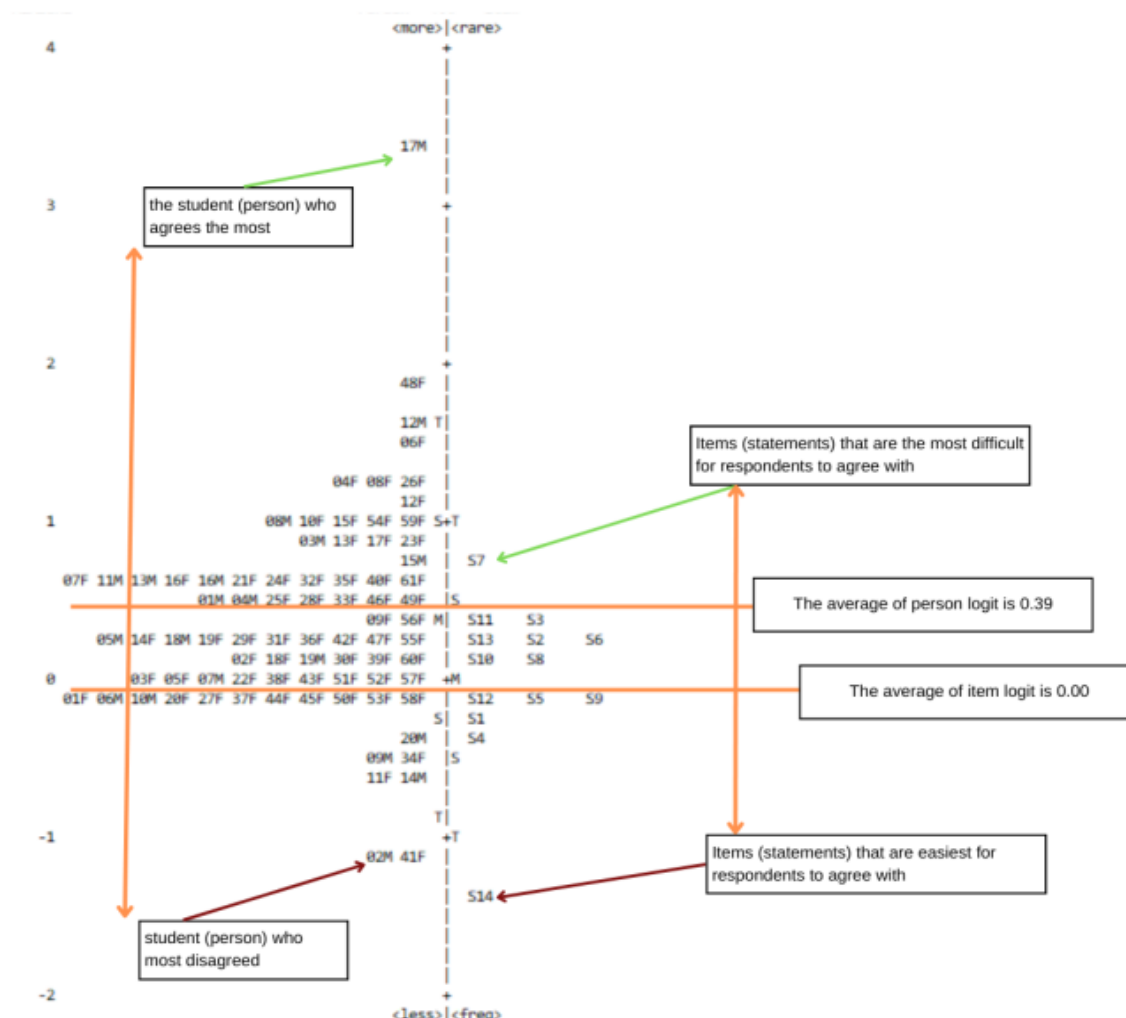 <more>|<rare>
4 +
17M |
the student (person) who
agrees the most
3 +
2 +
48F |
12M T|
06F |
Items (statements) that are the most difficult
for respondents to agree with
04F 08F 26F |
12F |
1 08M 10F 15F 54F 59F S+T
03M 13F 17F 23F |
15M | S7
07F 11M 13M 16F 16M 21F 24F 32F 35F 40F 61F |
01M 04M 25F 28F 33F 46F 49F |S
The average of person logit is 0.39
09F 56F M| S11 S3
05M 14F 18M 19F 29F 31F 36F 42F 47F 55F | S13 S2 S6
02F 18F 19M 30F 39F 60F | S10 S8
0 03F 05F 07M 22F 38F 43F 51F 52F 57F +M
The average of item logit is 0.00
01F 06M 10M 20F 27F 37F 44F 45F 50F 53F 58F | S12 S5 S9
S| S1
20M | S4
09M 34F |S
11F 14M |
T|
-1 +T
02M 41F |
Items (statements) that are easiest for
respondents to agree with
S14
student (person) who
most disagreed
-2 +
<less>|<freq>